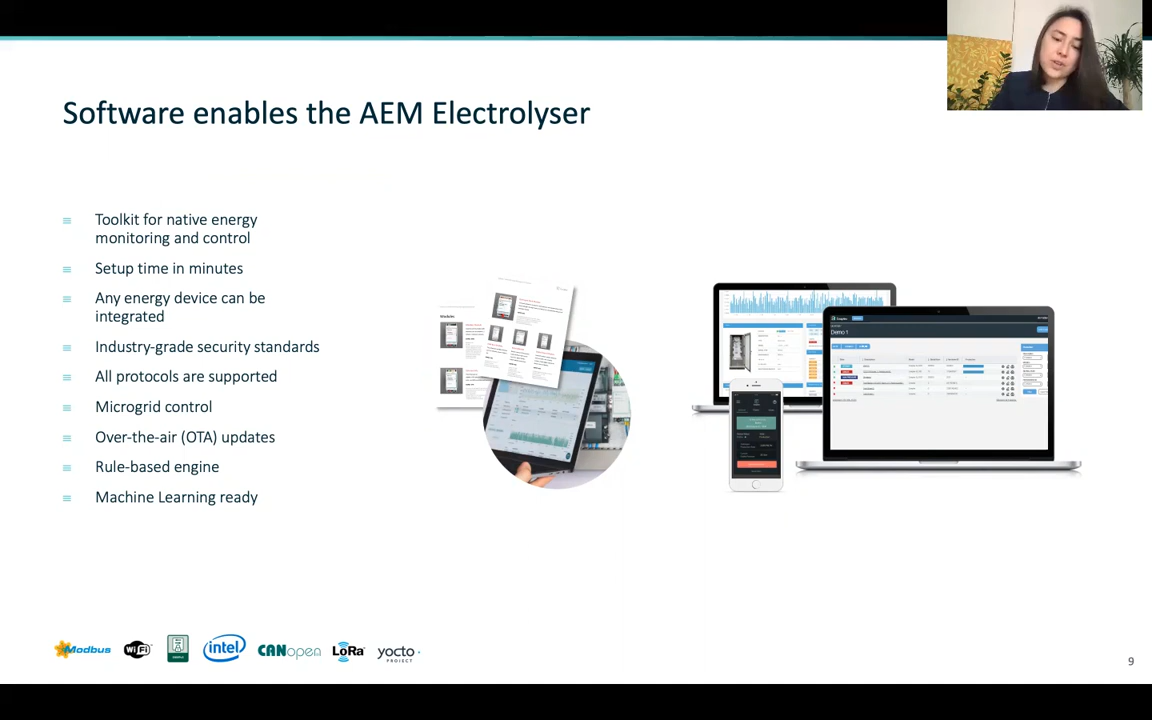 Software enables the AEM Electrolyser
Toolkit for native energy
monitoring and control
Setup time in minutes
Any energy device can be
integrated
Industry-grade security standards
All protocols are supported
Microgrid control
Over-the-air (OTA) updates
Rule-based engine
Machine Learning ready
Demo 1
Modbus
WiFi
intel
CANopen
LoRa
yocto
PROJECT
9